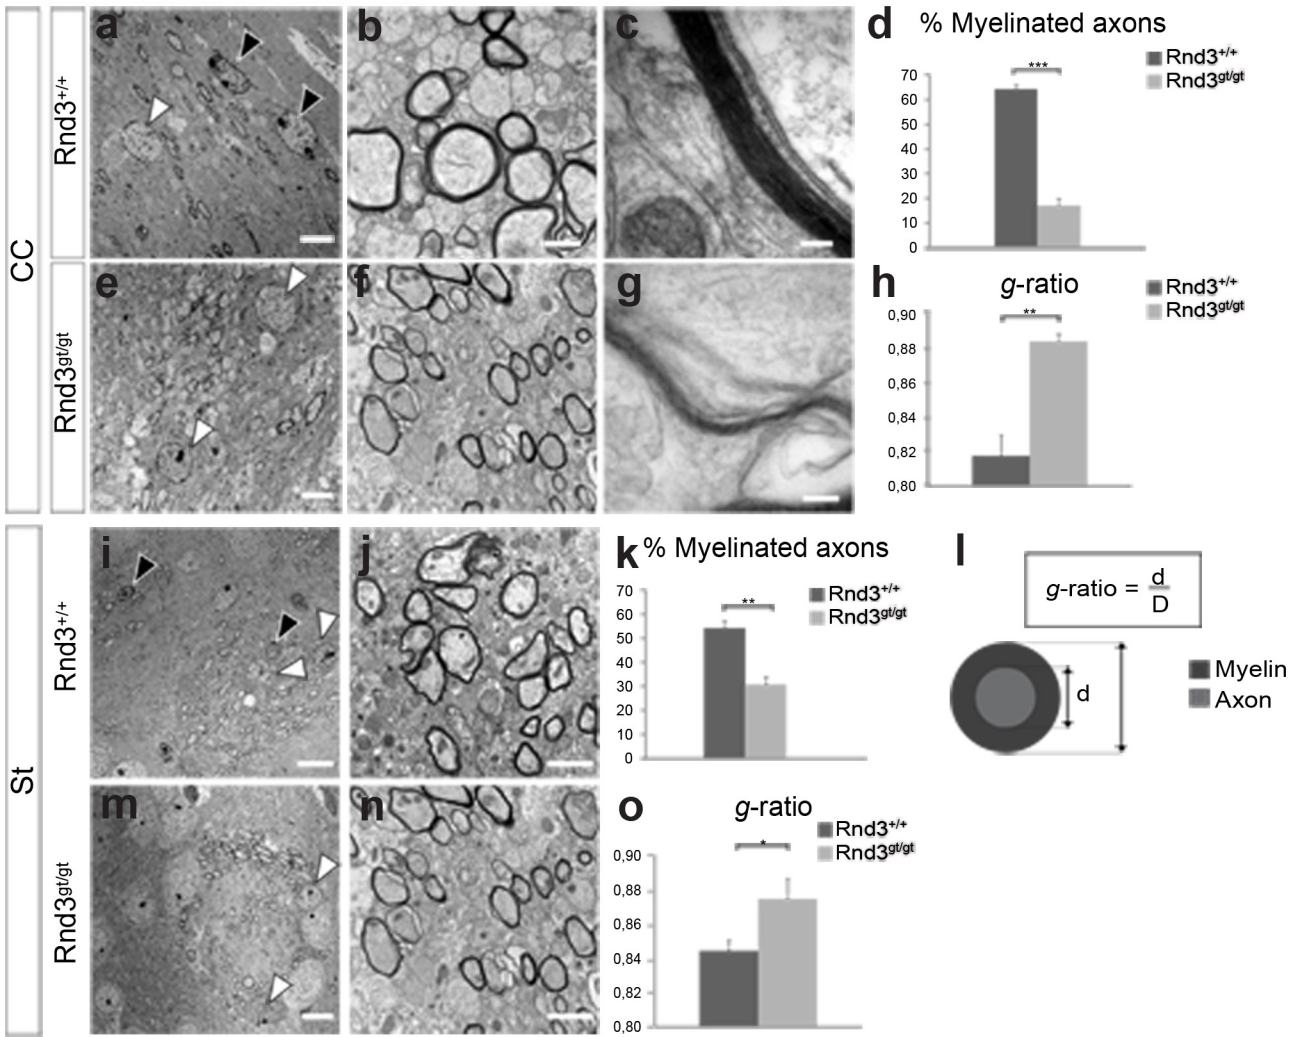 CC
Rnd3+/+
a
b
c
d
% Myelinated axons
Rnd3+/+
Rnd3gt/gt
***
70
60
50
40
30
20
10
0
Rnd3gt/gt
e
f
g
h
g-ratio
Rnd3+/+
Rnd3gt/gt
**
0,90
0,88
0,86
0,84
0,82
0,80
St
Rnd3+/+
i
j
k
% Myelinated axons
Rnd3+/+
Rnd3gt/gt
**
70
60
50
40
30
20
10
0
l
g-ratio = d/D
d
Myelin
Axon
Rnd3gt/gt
m
n
o
g-ratio
Rnd3+/+
Rnd3gt/gt
*
0,90
0,88
0,86
0,84
0,82
0,80